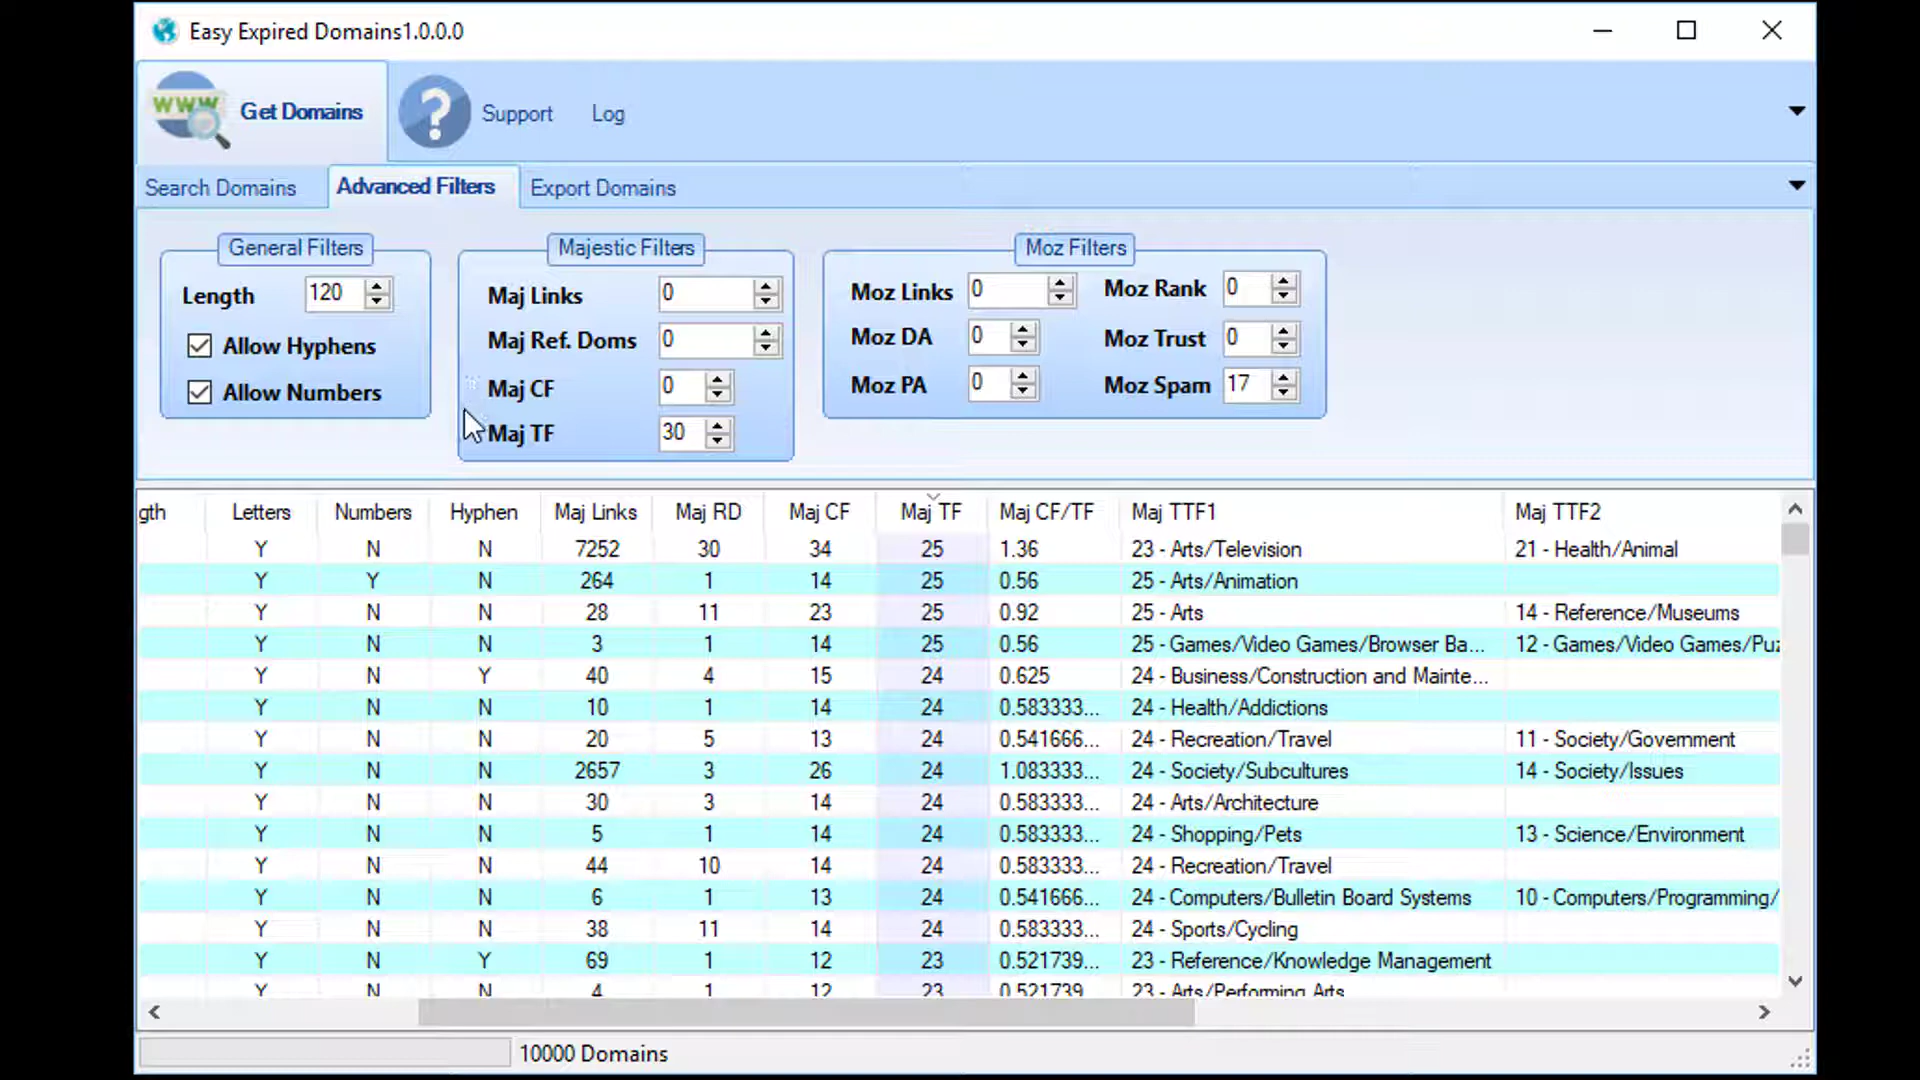 Easy Expired Domains1.0.0.0
www Get Domains ? Support Log
Search Domains Advanced Filters Export Domains
General Filters Majestic Filters Moz Filters
Length 120 Maj Links 0 Moz Links 0 Moz Rank 0
Allow Hyphens Maj Ref. Doms 0 Moz DA 0 Moz Trust 0
Allow Numbers Maj CF 0 Moz PA 0 Moz Spam 17
Maj TF 30
gth Letters Numbers Hyphen Maj Links Maj RD Maj CF Maj TF Maj CF/TF Maj TTF1 Maj TTF2
Y N N 7252 30 34 25 1.36 23 - Arts/Television 21 - Health/Animal
Y Y N 264 1 14 25 0.56 25 - Arts/Animation
Y N N 28 11 23 25 0.92 25 - Arts 14 - Reference/Museums
Y N N 3 1 14 25 0.56 25 - Games/Video Games/Browser Ba... 12 - Games/Video Games/Puz
Y N Y 40 4 15 24 0.625 24 - Business/Construction and Mainte...
Y N N 10 1 14 24 0.583333... 24 - Health/Addictions
Y N N 20 5 13 24 0.541666... 24 - Recreation/Travel 11 - Society/Government
Y N N 2657 3 26 24 1.083333... 24 - Society/Subcultures 14 - Society/Issues
Y N N 30 3 14 24 0.583333... 24 - Arts/Architecture
Y N N 5 1 14 24 0.583333... 24 - Shopping/Pets 13 - Science/Environment
Y N N 44 10 14 24 0.583333... 24 - Recreation/Travel
Y N N 6 1 13 24 0.541666... 24 - Computers/Bulletin Board Systems 10 - Computers/Programming/
Y N N 38 11 14 24 0.583333... 24 - Sports/Cycling
Y N Y 69 1 12 23 0.521739... 23 - Reference/Knowledge Management
Y N N 4 1 12 23 0.521739... 23 - Arts/Performing Arts
10000 Domains